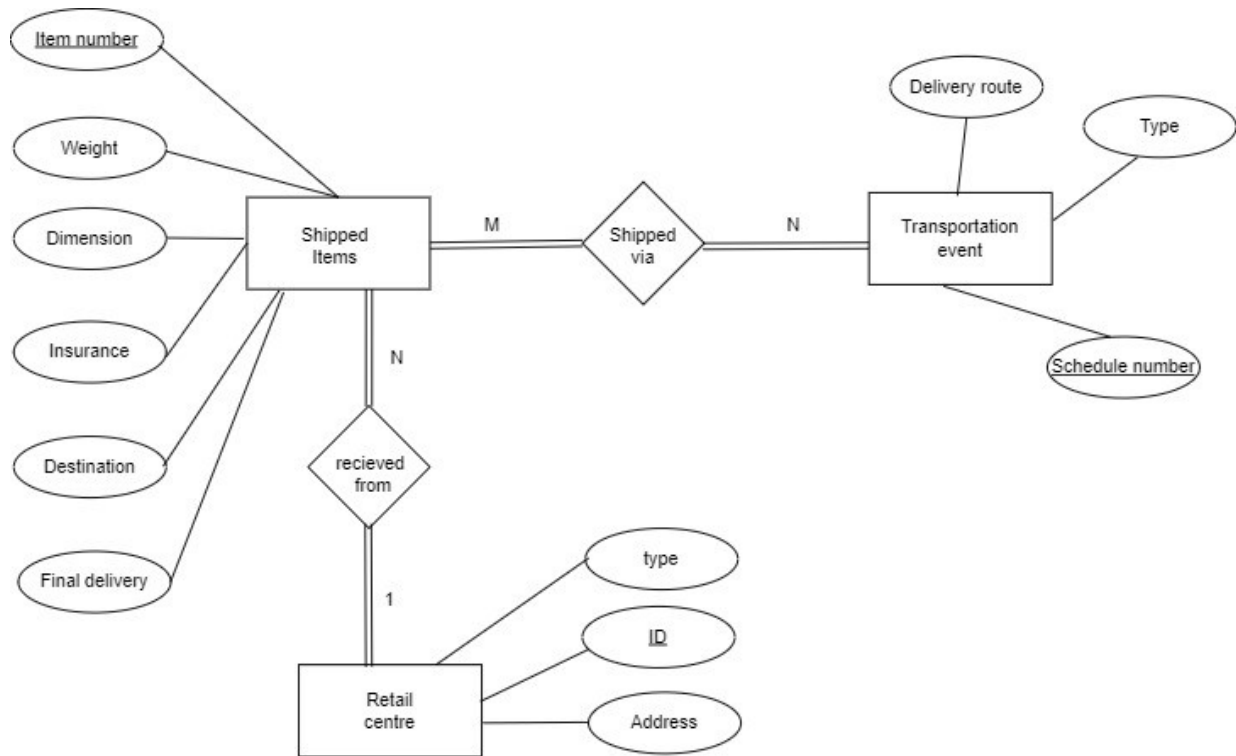 Item number
Delivery route
Type
Weight
Dimension
Shipped
Items
M
Shipped
via
N
Transportation
event
Insurance
N
Schedule number
Destination
recieved
from
Final delivery
type
1
ID
Retail
centre
Address